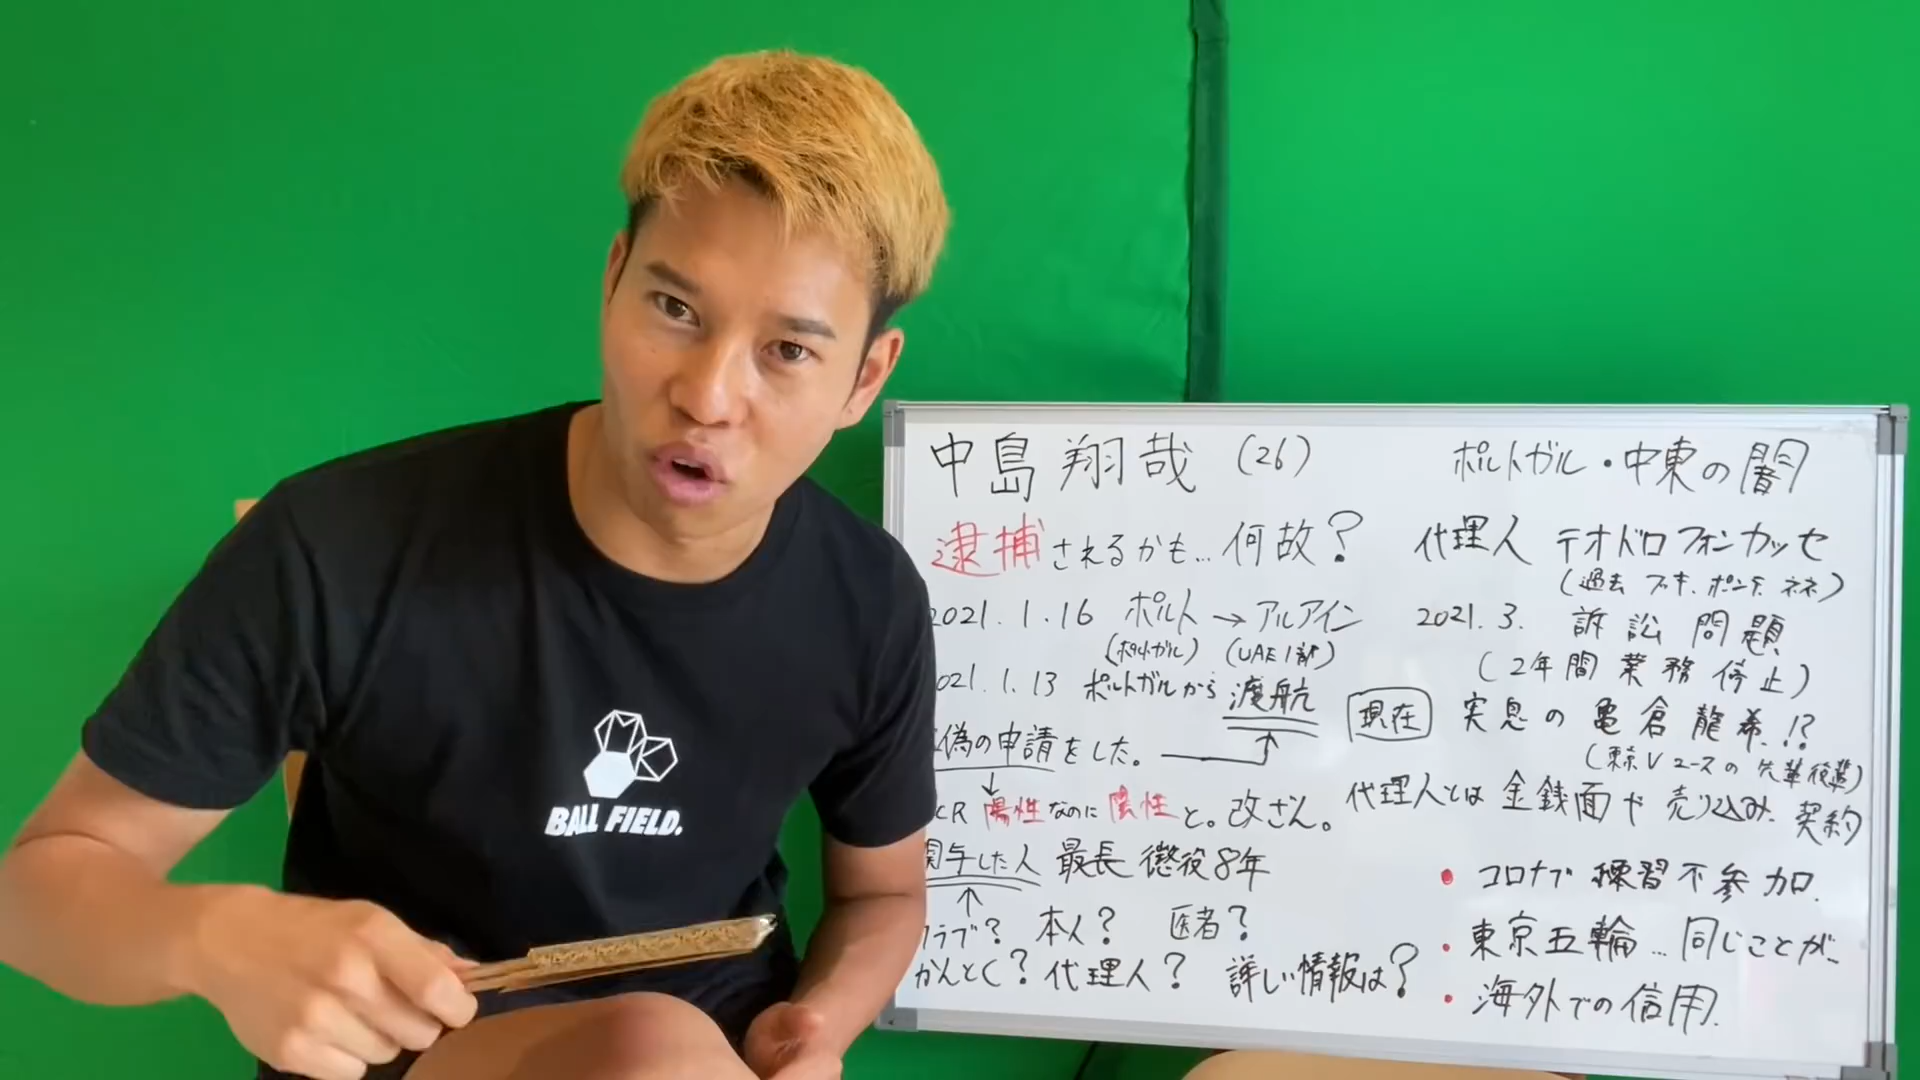 中島 翔哉 (26)
逮捕されるかも…何故?
2021.1.16 ポルト→アルアイン
(ポルトガル) (UAE1部)
021.1.13 ポルトガルから渡航
偽の申請をした。
CR 陽性なのに陰性と。改ざん。
関与した人 最長 懲役8年
クラブ? 本人? 医者?
かんとく? 代理人? 詳しい情報は?
ポルトガル・中東の闇
代理人 テオドロ フォンカッセ
(過去 フッキ、ポンテ、ネネ)
2021.3. 訴訟問題
(2年間業務停止)
現在 実息の亀倉龍希!?
(東京Vユースの先輩後輩)
代理人とは 金銭面や売り込み 契約
・コロナで 練習不参加.
・東京五輪…同じことが、
・海外での信用.
BALL FIELD.